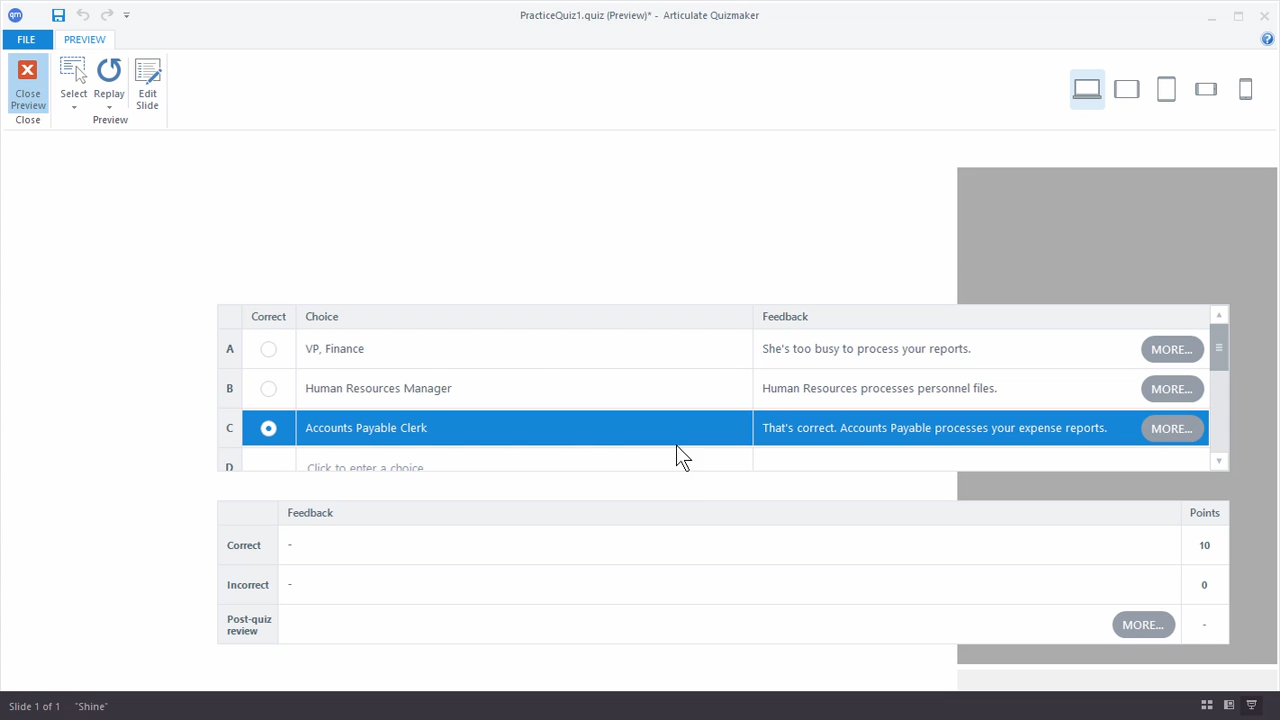 qm
PracticeQuiz1.quiz (Preview)* - Articulate Quizmaker
FILE
PREVIEW
?
Close
Preview
Select
Replay
Edit
Slide
Close
Preview
Correct
Choice
Feedback
A
VP, Finance
She's too busy to process your reports.
MORE...
B
Human Resources Manager
Human Resources processes personnel files.
MORE...
C
Accounts Payable Clerk
That's correct. Accounts Payable processes your expense reports.
MORE...
D
Click to enter a choice
Feedback
Points
Correct
-
10
Incorrect
-
0
Post-quiz
review
MORE...
-
Slide 1 of 1
"Shine"